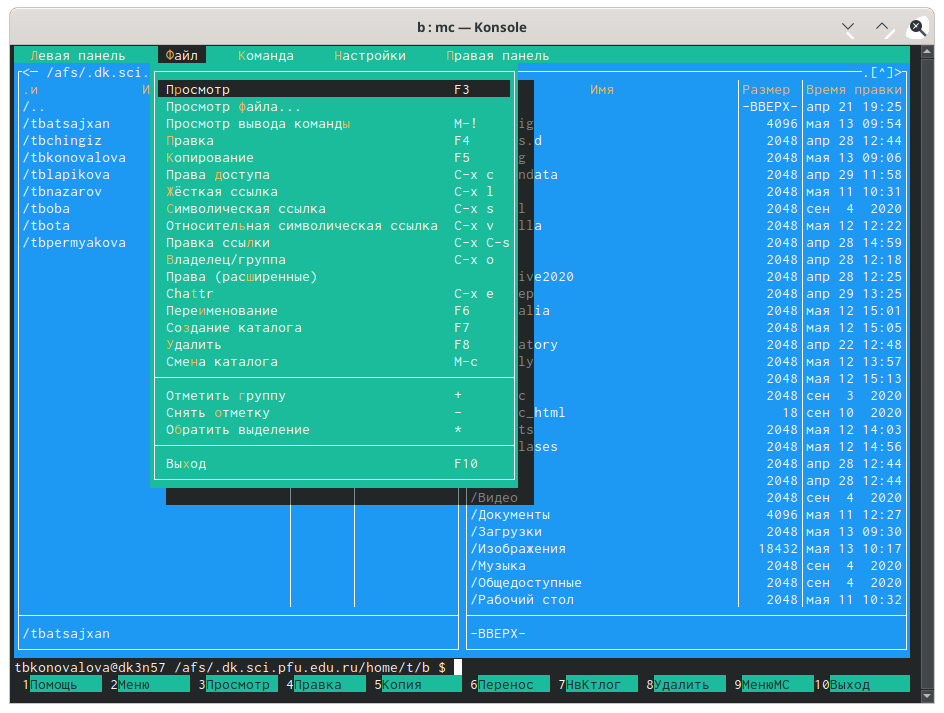 b : mc — Konsole
Левая панель Файл Команда Настройки Правая панель
<─ /afs/.dk.sci. .[^]>
.и И Просмотр F3 Имя Размер Время правки
/.. Просмотр файла... -ВВЕРХ- апр 21 19:25
/tbatsajxan Просмотр вывода команды M-! ig 4096 мая 13 09:54
/tbchingiz Правка F4 s.d 2048 апр 28 12:44
/tbkonovalova Копирование F5 g 2048 мая 13 09:06
/tblapikova Права доступа C-x c ndata 2048 апр 29 11:58
/tbnazarov Жёсткая ссылка C-x l 2048 мая 11 10:31
/tboba Символическая ссылка C-x s l 2048 сен 4 2020
/tbota Относительная символическая ссылка C-x v lla 2048 мая 12 12:22
/tbpermyakova Правка ссылки C-x C-s 2048 апр 28 14:59
Владелец/группа C-x o 2048 апр 28 12:18
Права (расширенные) ive2020 2048 апр 28 12:25
Chattr C-x e ep 2048 апр 29 13:25
Переименование F6 alia 2048 мая 12 15:01
Создание каталога F7 2048 мая 12 15:05
Удалить F8 atory 2048 апр 22 12:48
Смена каталога M-c ly 2048 мая 12 13:57
2048 мая 12 15:13
Отметить группу + c 2048 сен 3 2020
Снять отметку - c_html 18 сен 10 2020
Обратить выделение * ts 2048 мая 12 14:03
lases 2048 мая 12 14:56
Выход F10 2048 апр 28 12:44
2048 апр 28 12:44
/Видео 2048 сен 4 2020
/Документы 4096 мая 11 12:27
/Загрузки 2048 мая 13 09:30
/Изображения 18432 мая 13 10:17
/Музыка 2048 сен 4 2020
/Общедоступные 2048 сен 4 2020
/Рабочий стол 2048 мая 11 10:32
/tbatsajxan -ВВЕРХ-
tbkonovalova@dk3n57 /afs/.dk.sci.pfu.edu.ru/home/t/b $
1Помощь 2Меню 3Просмотр 4Правка 5Копия 6Перенос 7НвКтлог 8Удалить 9МенюMC 10Выход